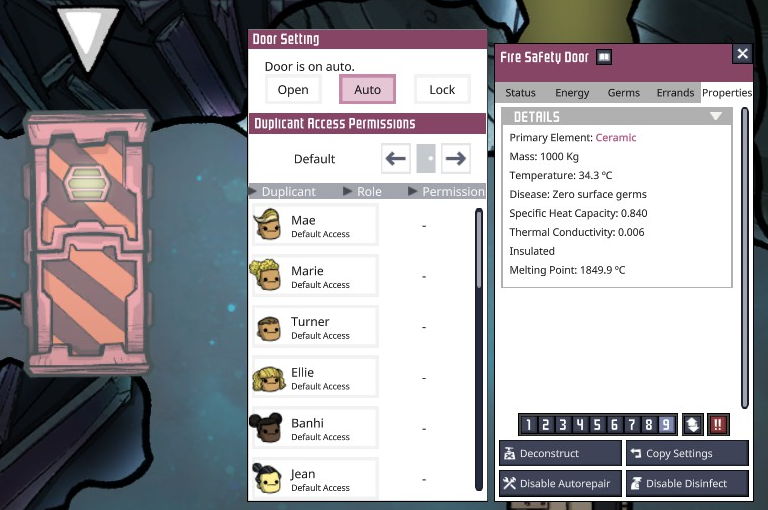 Door Setting
Door is on auto.
Open
Auto
Lock
Duplicant Access Permissions
Default
Duplicant
Role
Permission
Mae
Default Access
-
Marie
Default Access
-
Turner
Default Access
-
Ellie
Default Access
-
Banhi
Default Access
-
Jean
Default Access
-
Fire Safety Door
Status
Energy
Germs
Errands
Properties
DETAILS
Primary Element: Ceramic
Mass: 1000 Kg
Temperature: 34.3 ºC
Disease: Zero surface germs
Specific Heat Capacity: 0.840
Thermal Conductivity: 0.006
Insulated
Melting Point: 1849.9 ºC
1 2 3 4 5 6 7 8 9
!!
Deconstruct
Copy Settings
Disable Autorepair
Disable Disinfect